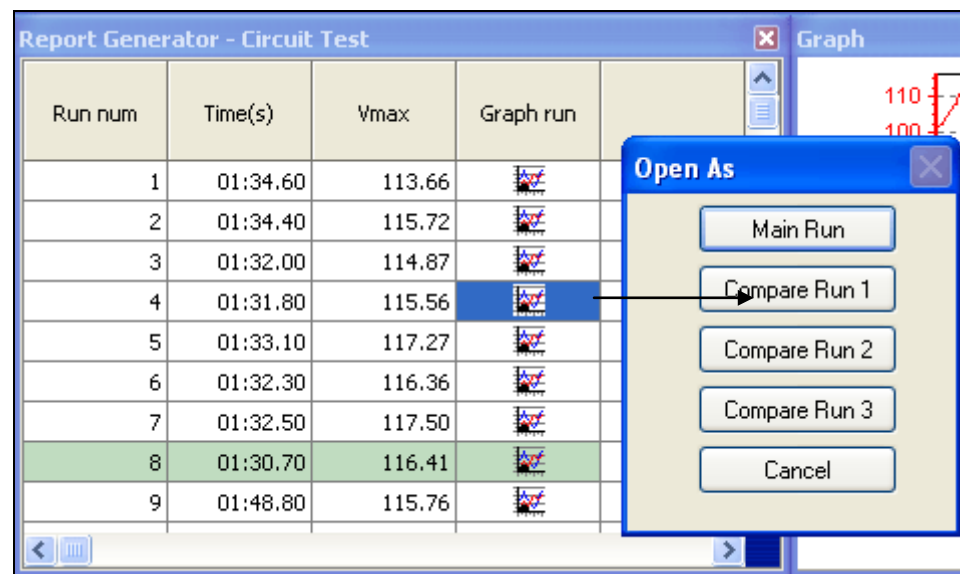 Report Generator - Circuit Test
Graph
Run num Time(s) Vmax Graph run
1 01:34.60 113.66
2 01:34.40 115.72
3 01:32.00 114.87
4 01:31.80 115.56
5 01:33.10 117.27
6 01:32.30 116.36
7 01:32.50 117.50
8 01:30.70 116.41
9 01:48.80 115.76
110
100
Open As
Main Run
Compare Run 1
Compare Run 2
Compare Run 3
Cancel